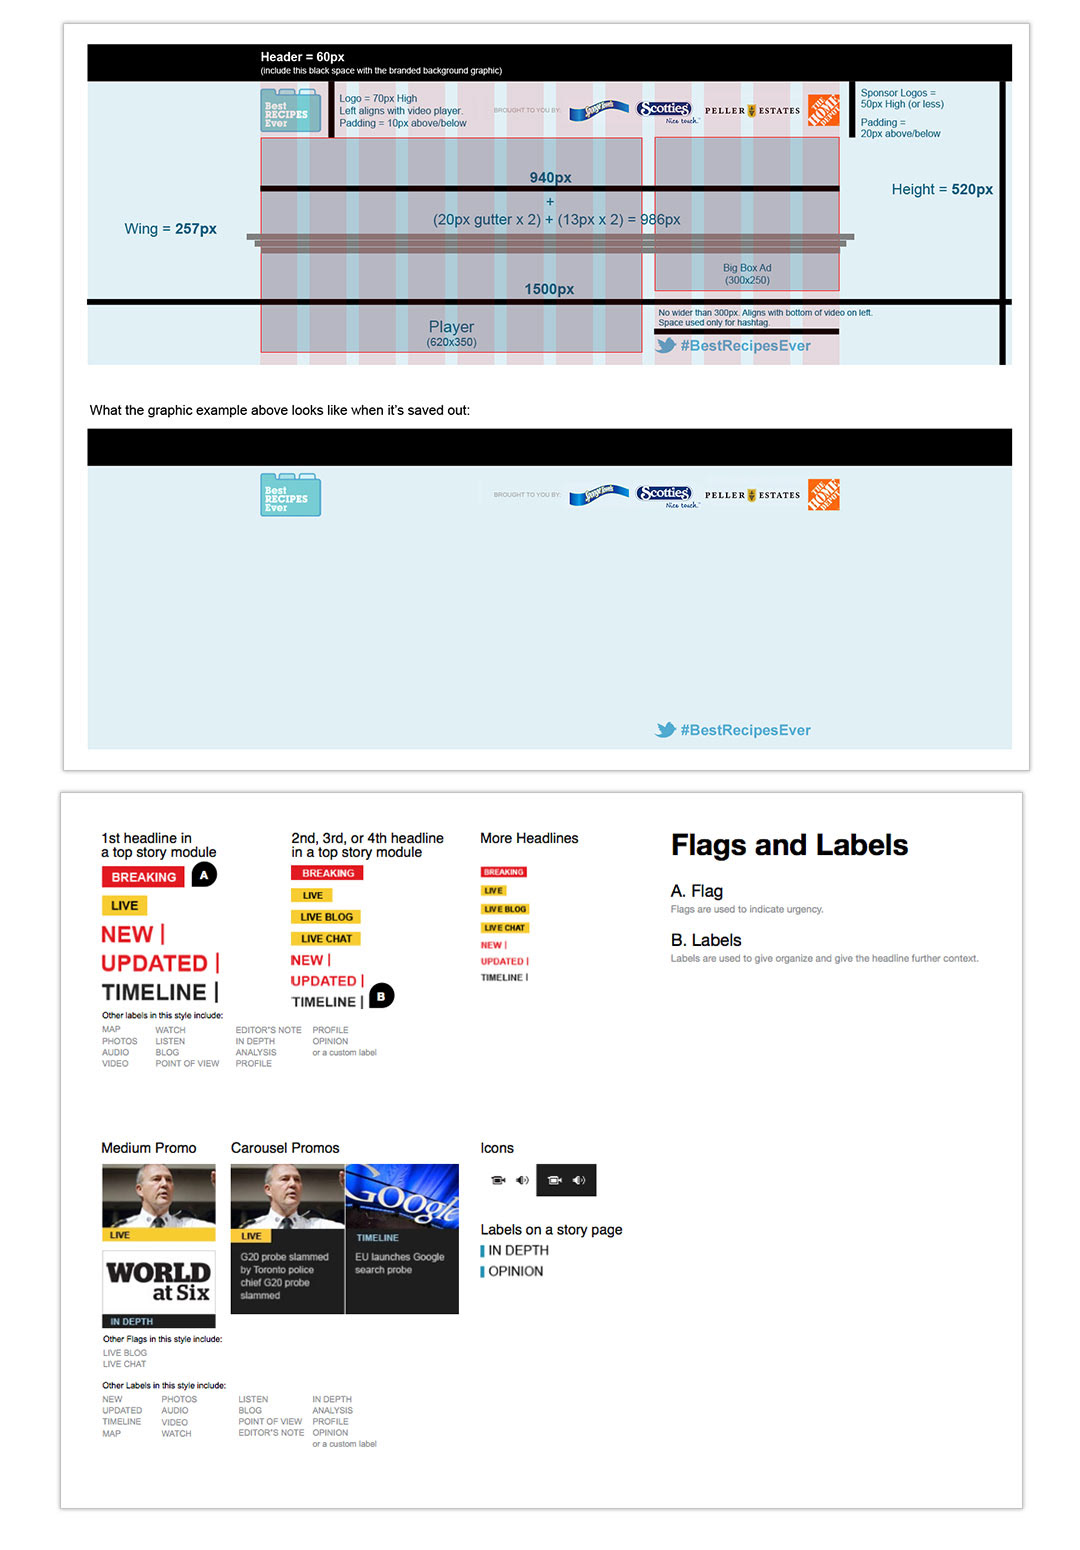 Header = 60px
(include this black space with the branded background graphic)
Best
RECIPES
Ever
Logo = 70px High
Left aligns with video player.
Padding = 10px above/below
BROUGHT TO YOU BY:
Sponge Towels
Scotties
Nice touch.™
PELLER ESTATES
THE HOME DEPOT
Sponsor Logos =
50px High (or less)
Padding =
20px above/below
940px
+
(20px gutter x 2) + (13px x 2) = 986px
Height = 520px
Wing = 257px
Big Box Ad
(300x250)
1500px
No wider than 300px. Aligns with bottom of video on left.
Space used only for hashtag.
Player
(620x350)
#BestRecipesEver
What the graphic example above looks like when it's saved out:
Best
RECIPES
Ever
BROUGHT TO YOU BY:
Sponge Towels
Scotties
Nice touch.™
PELLER ESTATES
THE HOME DEPOT
#BestRecipesEver
1st headline in
a top story module
BREAKING A
LIVE
NEW |
UPDATED |
TIMELINE |
2nd, 3rd, or 4th headline
in a top story module
BREAKING
LIVE
LIVE BLOG
LIVE CHAT
NEW |
UPDATED |
TIMELINE | B
More Headlines
BREAKING
LIVE
LIVE BLOG
LIVE CHAT
NEW |
UPDATED |
TIMELINE |
Flags and Labels
A. Flag
Flags are used to indicate urgency.
B. Labels
Labels are used to give organize and give the headline further context.
Other labels in this style include:
MAP WATCH EDITOR'S NOTE PROFILE
PHOTOS LISTEN IN DEPTH OPINION
AUDIO BLOG ANALYSIS or a custom label
VIDEO POINT OF VIEW PROFILE
Medium Promo
LIVE
WORLD
at Six
IN DEPTH
Carousel Promos
LIVE
G20 probe slammed
by Toronto police
chief G20 probe
slammed
Google
TIMELINE
EU launches Google
search probe
Icons
Labels on a story page
IN DEPTH
OPINION
Other Flags in this style include:
LIVE BLOG
LIVE CHAT
Other Labels in this style include:
NEW PHOTOS LISTEN IN DEPTH
UPDATED AUDIO BLOG ANALYSIS
TIMELINE VIDEO POINT OF VIEW PROFILE
MAP WATCH EDITOR'S NOTE OPINION
or a custom label